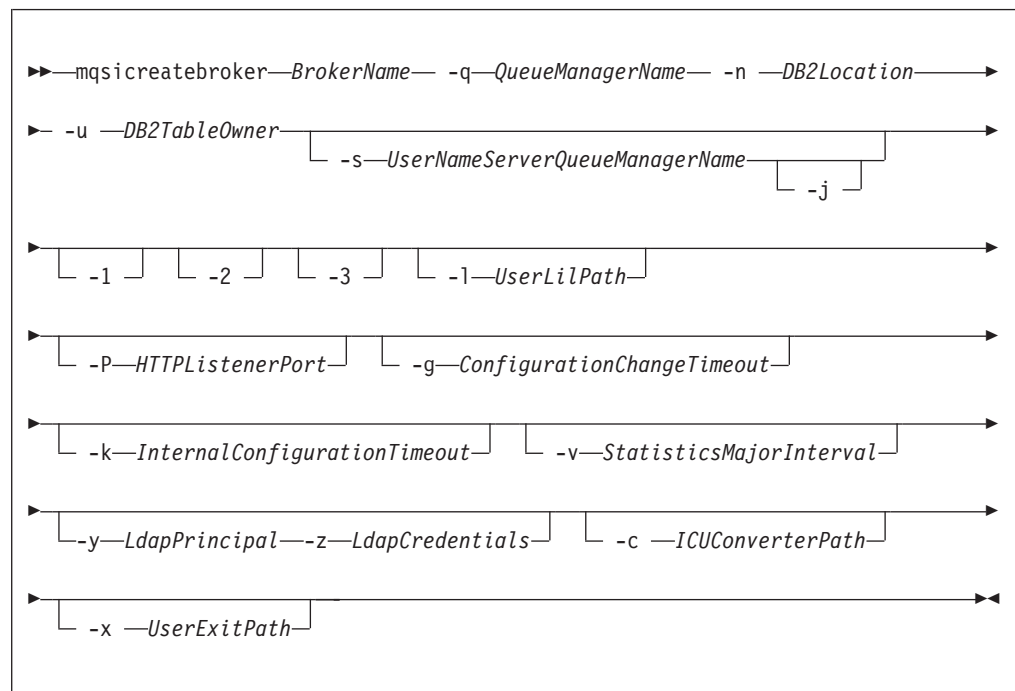 mqsicreatebroker BrokerName -q QueueManagerName -n DB2Location
-u DB2TableOwner
-s UserNameServerQueueManagerName
-j
-1 -2 -3 -l UserLilPath
-P HTTPListenerPort -g ConfigurationChangeTimeout
-k InternalConfigurationTimeout -v StatisticsMajorInterval
-y LdapPrincipal -z LdapCredentials -c ICUConverterPath
-x UserExitPath